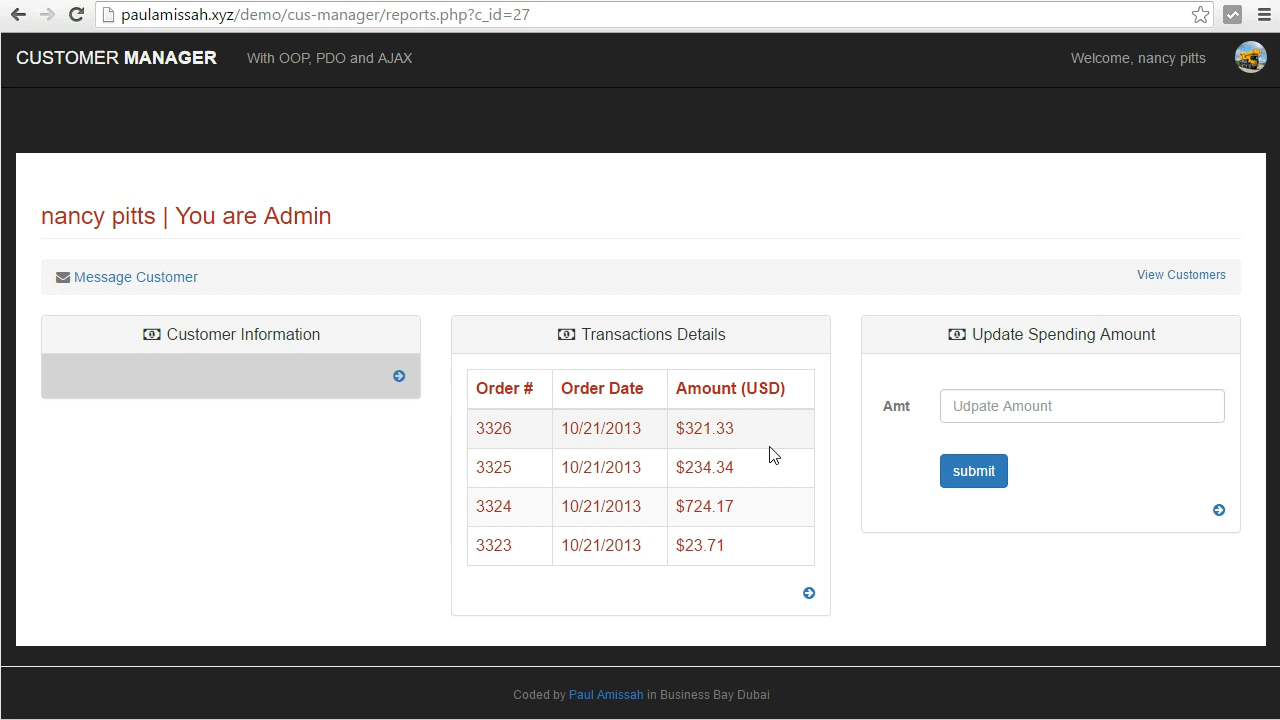 paulamissah.xyz/demo/cus-manager/reports.php?c_id=27
CUSTOMER MANAGER With OOP, PDO and AJAX Welcome, nancy pitts
nancy pitts | You are Admin
Message Customer View Customers
Customer Information
Transactions Details
Order # Order Date Amount (USD)
3326 10/21/2013 $321.33
3325 10/21/2013 $234.34
3324 10/21/2013 $724.17
3323 10/21/2013 $23.71
Update Spending Amount
Amt Udpate Amount
submit
Coded by Paul Amissah in Business Bay Dubai